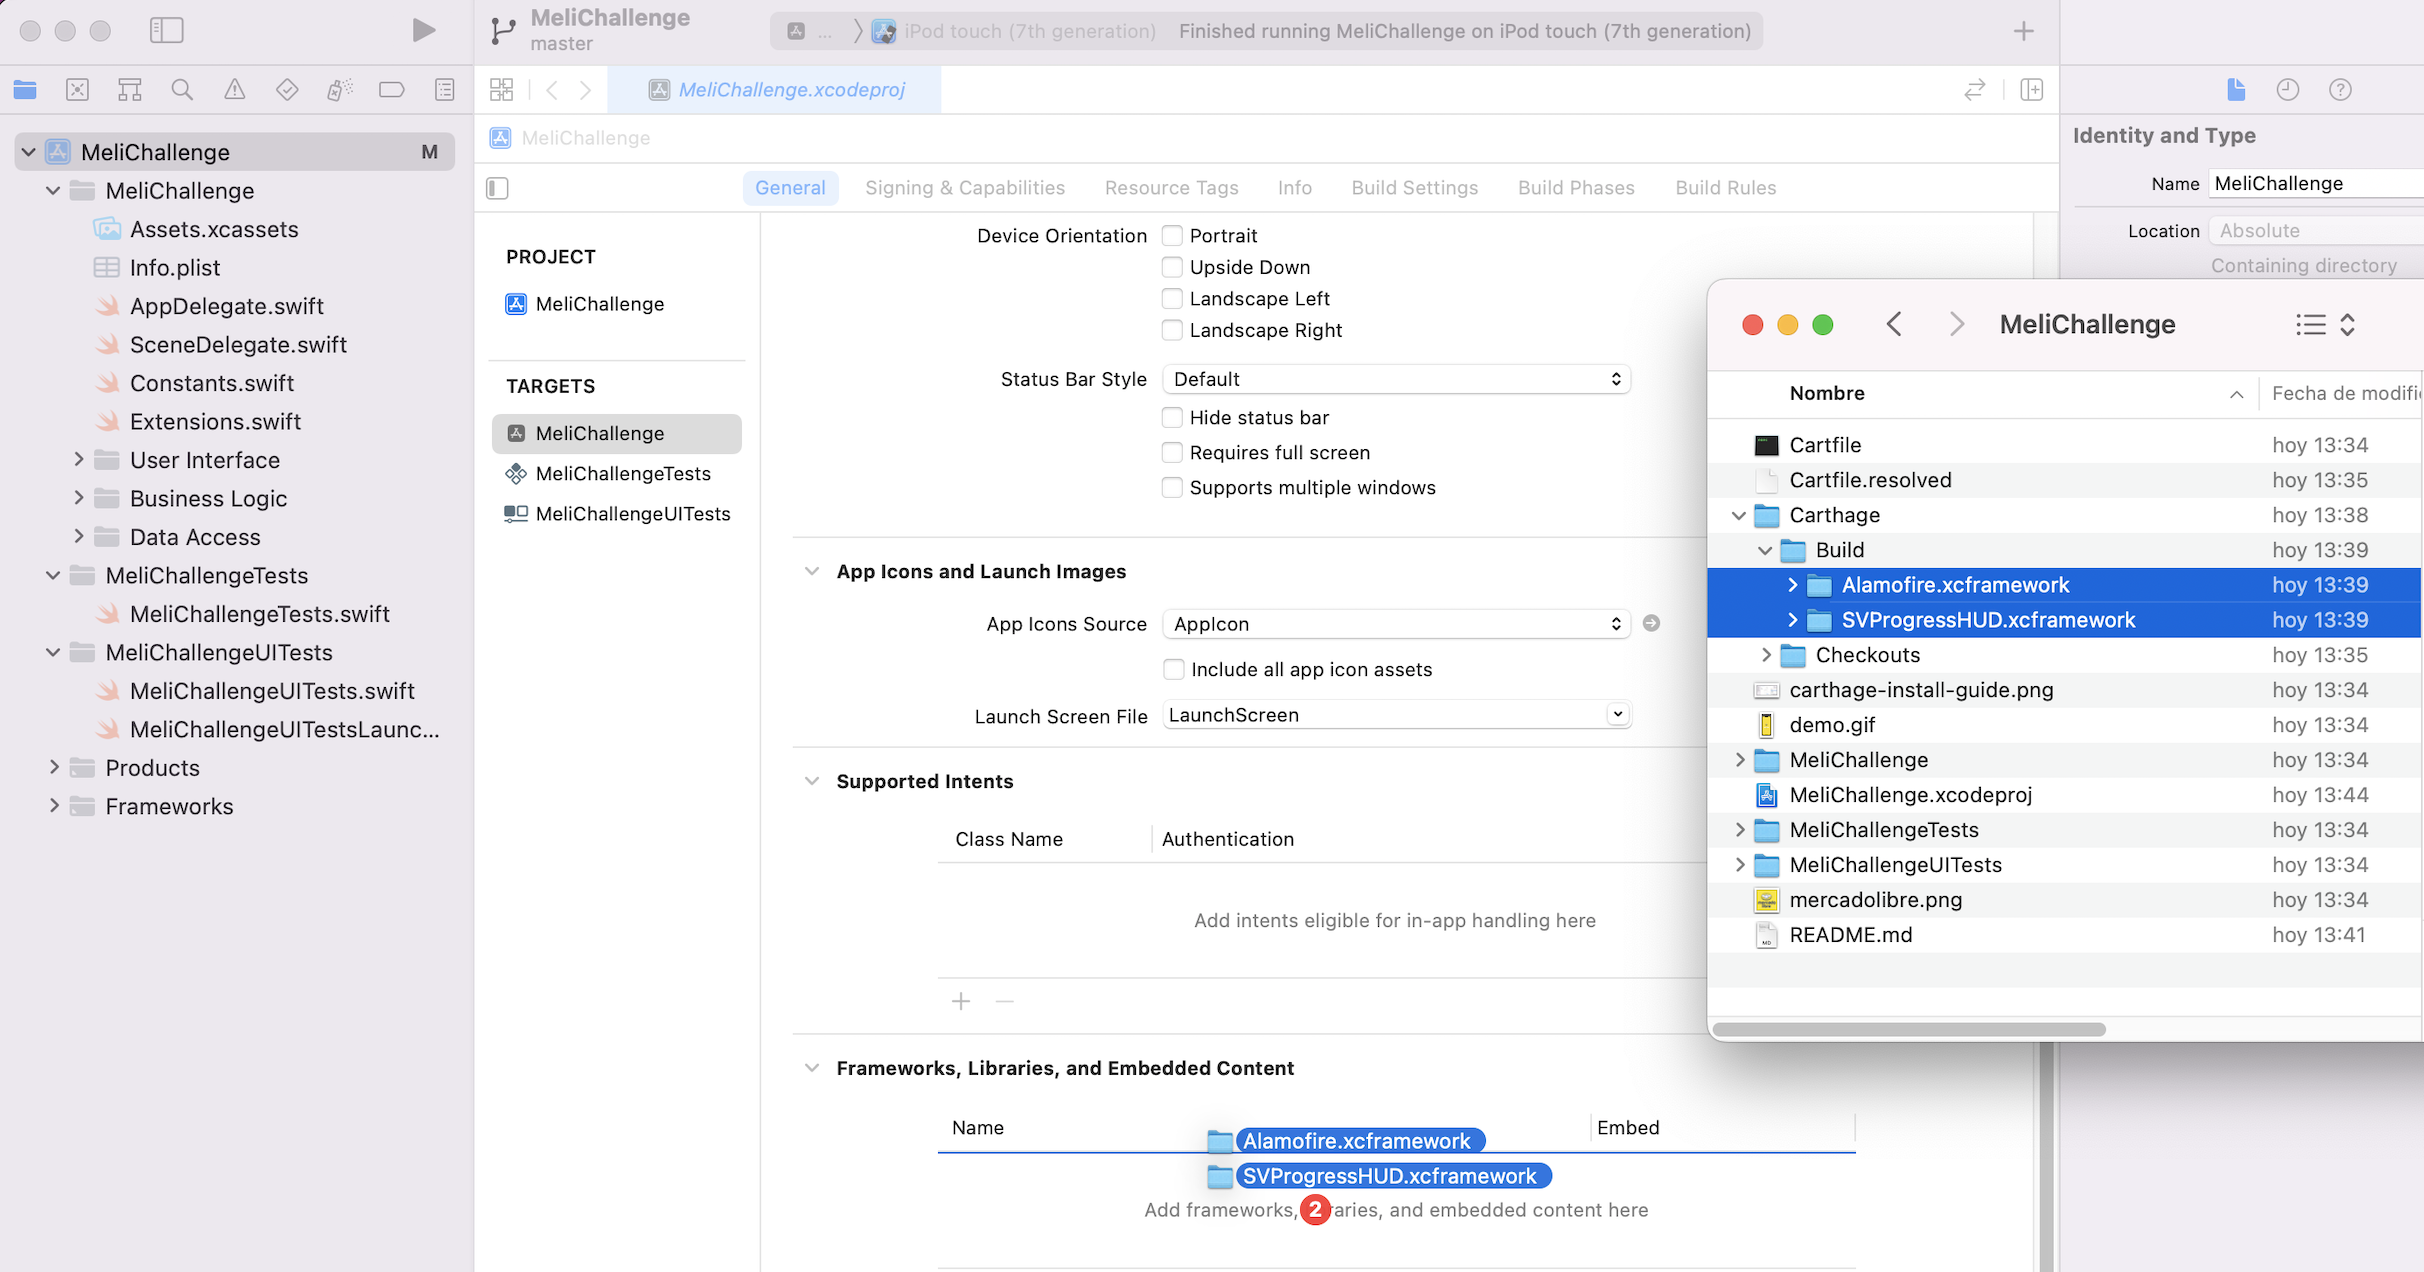 MeliChallenge
master
...
iPod touch (7th generation)
Finished running MeliChallenge on iPod touch (7th generation)
MeliChallenge.xcodeproj
MeliChallenge
MeliChallenge M
MeliChallenge
Assets.xcassets
Info.plist
AppDelegate.swift
SceneDelegate.swift
Constants.swift
Extensions.swift
User Interface
Business Logic
Data Access
MeliChallengeTests
MeliChallengeTests.swift
MeliChallengeUITests
MeliChallengeUITests.swift
MeliChallengeUITestsLaunc...
Products
Frameworks
General Signing & Capabilities Resource Tags Info Build Settings Build Phases Build Rules
PROJECT
MeliChallenge
TARGETS
MeliChallenge
MeliChallengeTests
MeliChallengeUITests
Device Orientation Portrait
Upside Down
Landscape Left
Landscape Right
Status Bar Style Default
Hide status bar
Requires full screen
Supports multiple windows
App Icons and Launch Images
App Icons Source AppIcon
Include all app icon assets
Launch Screen File LaunchScreen
Supported Intents
Class Name Authentication
Add intents eligible for in-app handling here
Frameworks, Libraries, and Embedded Content
Name Embed
Alamofire.xcframework
SVProgressHUD.xcframework
Add frameworks, 2 raries, and embedded content here
Identity and Type
Name MeliChallenge
Location Absolute
Containing directory
MeliChallenge
Nombre Fecha de modifi
Cartfile hoy 13:34
Cartfile.resolved hoy 13:35
Carthage hoy 13:38
Build hoy 13:39
Alamofire.xcframework hoy 13:39
SVProgressHUD.xcframework hoy 13:39
Checkouts hoy 13:35
carthage-install-guide.png hoy 13:34
demo.gif hoy 13:34
MeliChallenge hoy 13:34
MeliChallenge.xcodeproj hoy 13:44
MeliChallengeTests hoy 13:34
MeliChallengeUITests hoy 13:34
mercadolibre.png hoy 13:34
README.md hoy 13:41